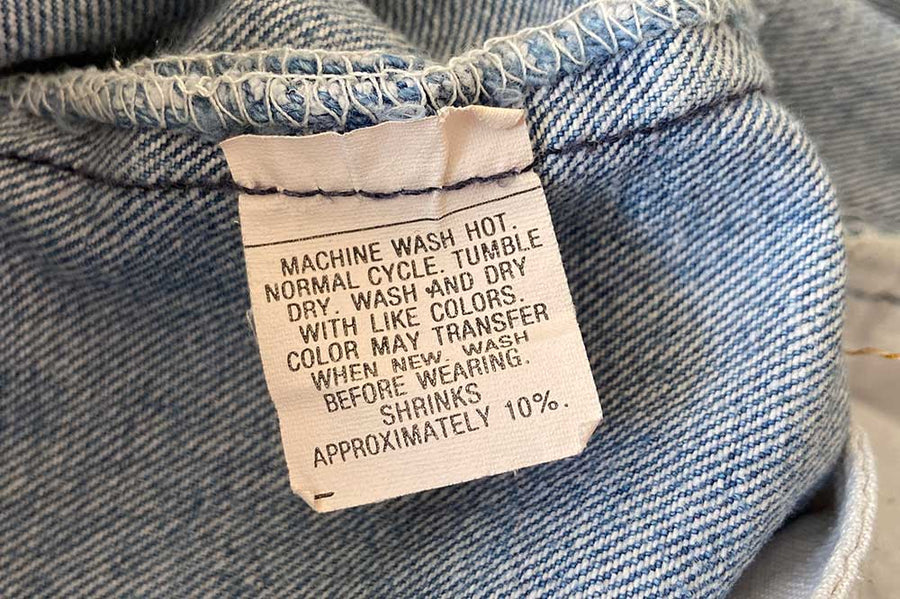 MACHINE WASH HOT.
NORMAL CYCLE. TUMBLE
DRY. WASH AND DRY
WITH LIKE COLORS.
COLOR MAY TRANSFER
WHEN NEW. WASH
BEFORE WEARING.
SHRINKS
APPROXIMATELY 10%.